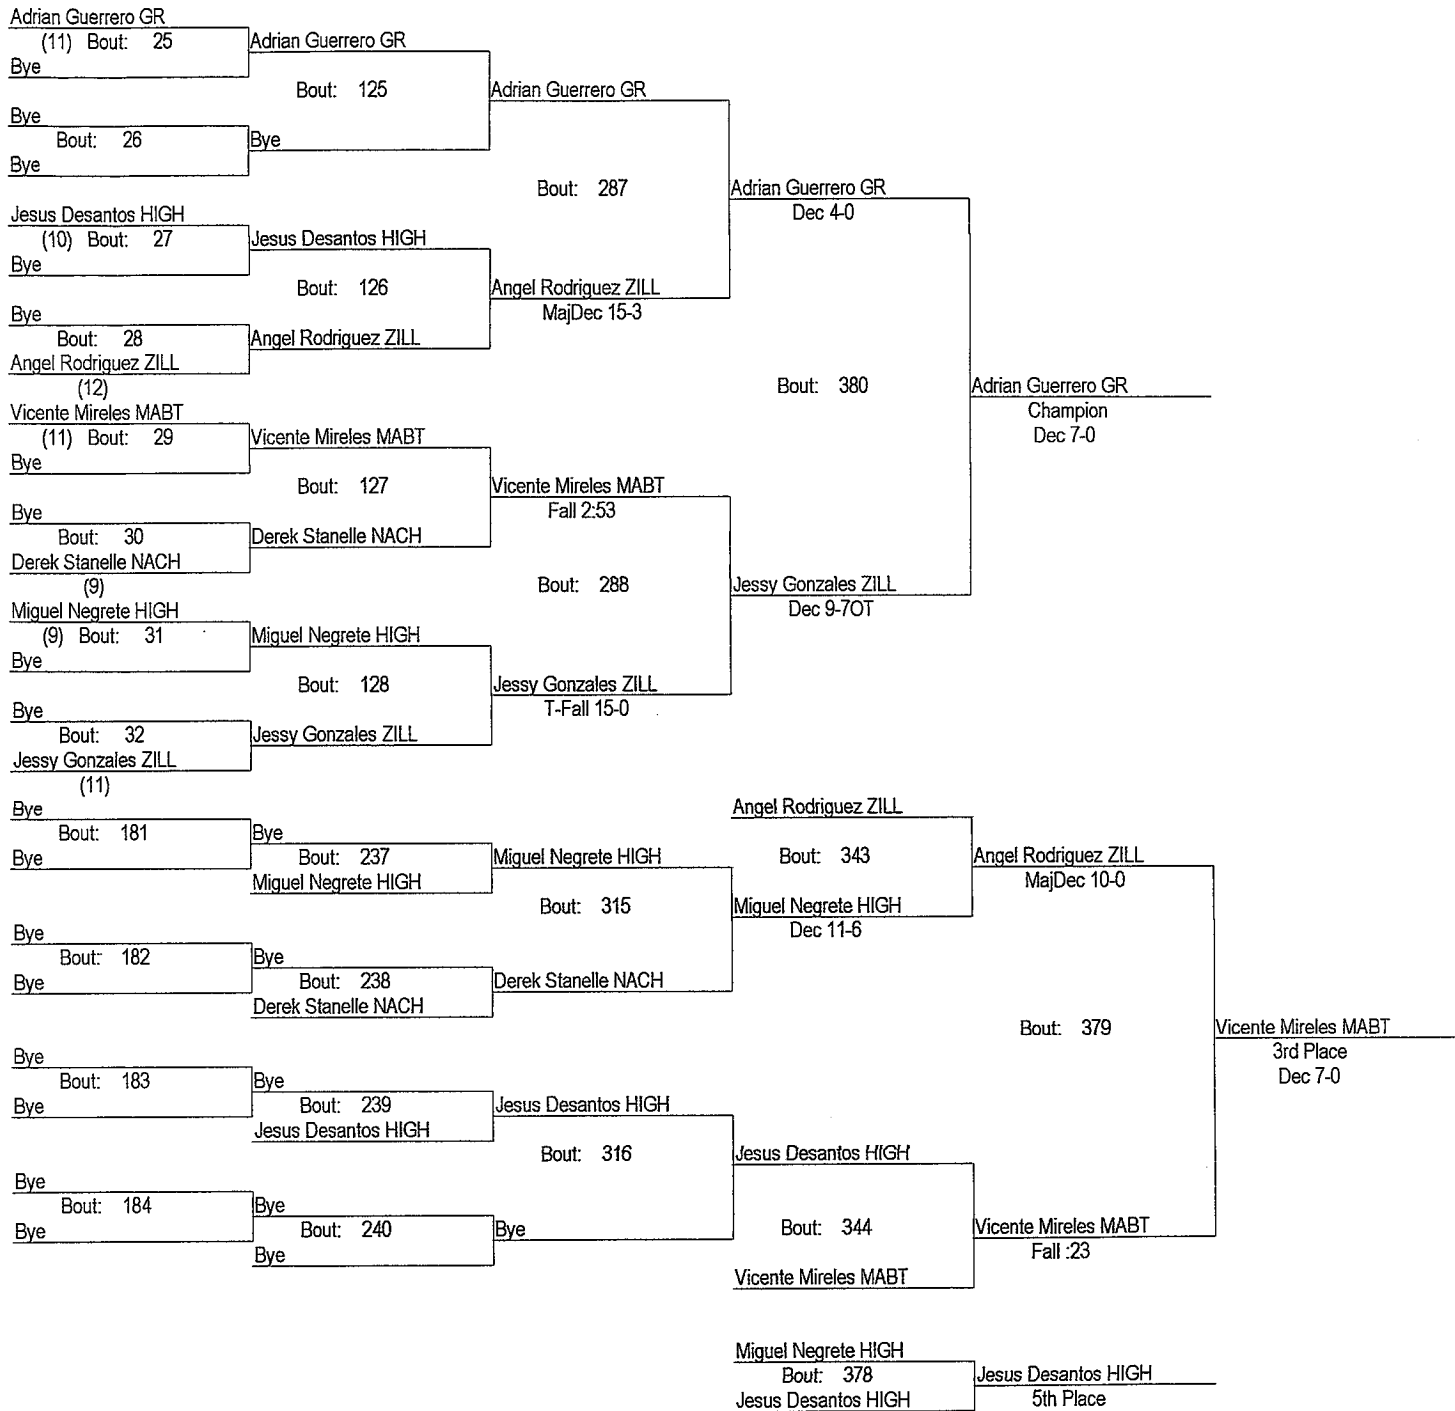 Adrian Guerrero GR
(11) Bout: 25
Bye
Adrian Guerrero GR
Bout: 125
Bye
Bout: 26
Bye
Bye
Adrian Guerrero GR
Bout: 287
Jesus Desantos HIGH
(10) Bout: 27
Bye
Jesus Desantos HIGH
Bout: 126
Bye
Bout: 28
Angel Rodriguez ZILL
(12)
Angel Rodriguez ZILL
Angel Rodriguez ZILL
MajDec 15-3
Adrian Guerrero GR
Dec 4-0
Bout: 380
Vicente Mireles MABT
(11) Bout: 29
Bye
Vicente Mireles MABT
Bout: 127
Bye
Bout: 30
Derek Stanelle NACH
(9)
Derek Stanelle NACH
Vicente Mireles MABT
Fall 2:53
Bout: 288
Miguel Negrete HIGH
(9) Bout: 31
Bye
Miguel Negrete HIGH
Bout: 128
Bye
Bout: 32
Jessy Gonzales ZILL
(11)
Jessy Gonzales ZILL
Jessy Gonzales ZILL
T-Fall 15-0
Jessy Gonzales ZILL
Dec 9-7OT
Adrian Guerrero GR
Champion
Dec 7-0
Bye
Bout: 181
Bye
Bye
Bout: 237
Miguel Negrete HIGH
Miguel Negrete HIGH
Bout: 315
Bye
Bout: 182
Bye
Bye
Bout: 238
Derek Stanelle NACH
Derek Stanelle NACH
Angel Rodriguez ZILL
Bout: 343
Miguel Negrete HIGH
Dec 11-6
Angel Rodriguez ZILL
MajDec 10-0
Bout: 379
Bye
Bout: 183
Bye
Bye
Bout: 239
Jesus Desantos HIGH
Jesus Desantos HIGH
Bout: 316
Bye
Bout: 184
Bye
Bye
Bout: 240
Bye
Bye
Jesus Desantos HIGH
Bout: 344
Vicente Mireles MABT
Vicente Mireles MABT
Fall :23
Vicente Mireles MABT
3rd Place
Dec 7-0
Miguel Negrete HIGH
Bout: 378
Jesus Desantos HIGH
Jesus Desantos HIGH
5th Place